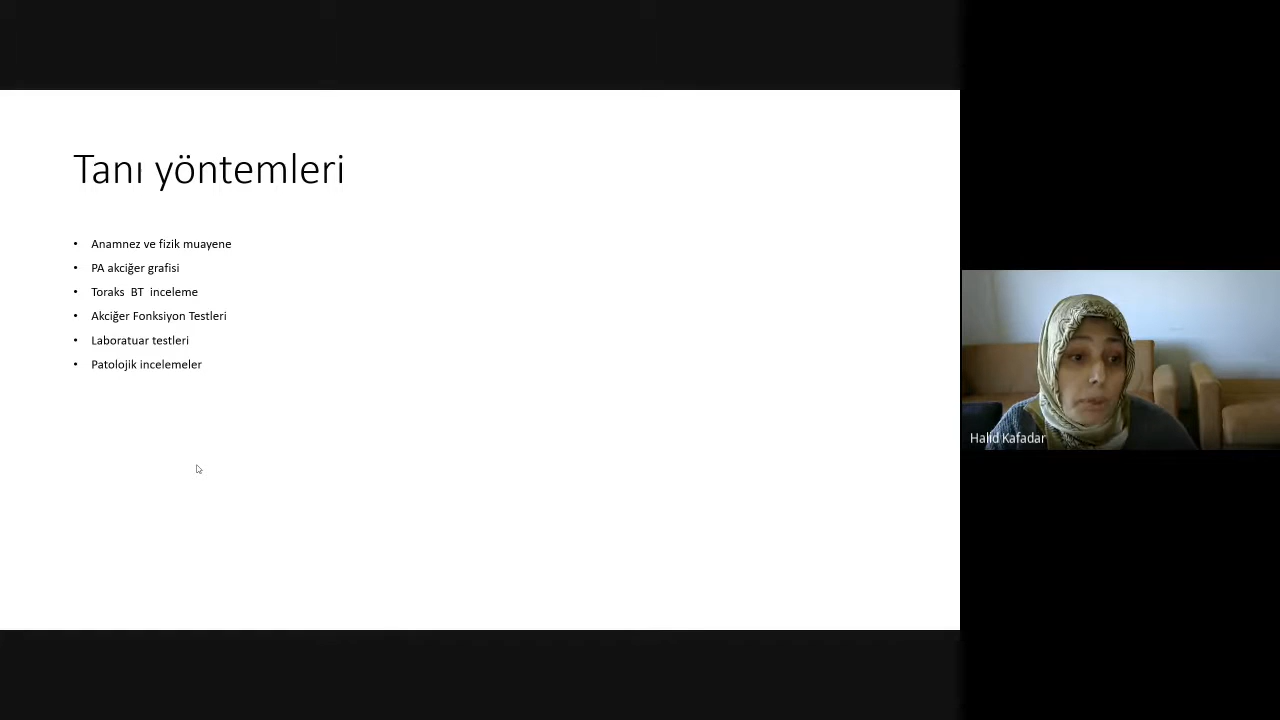 Tanı yöntemleri
• Anamnez ve fizik muayene
• PA akciğer grafisi
• Toraks BT inceleme
• Akciğer Fonksiyon Testleri
• Laboratuar testleri
• Patolojik incelemeler
Halid Kafadar